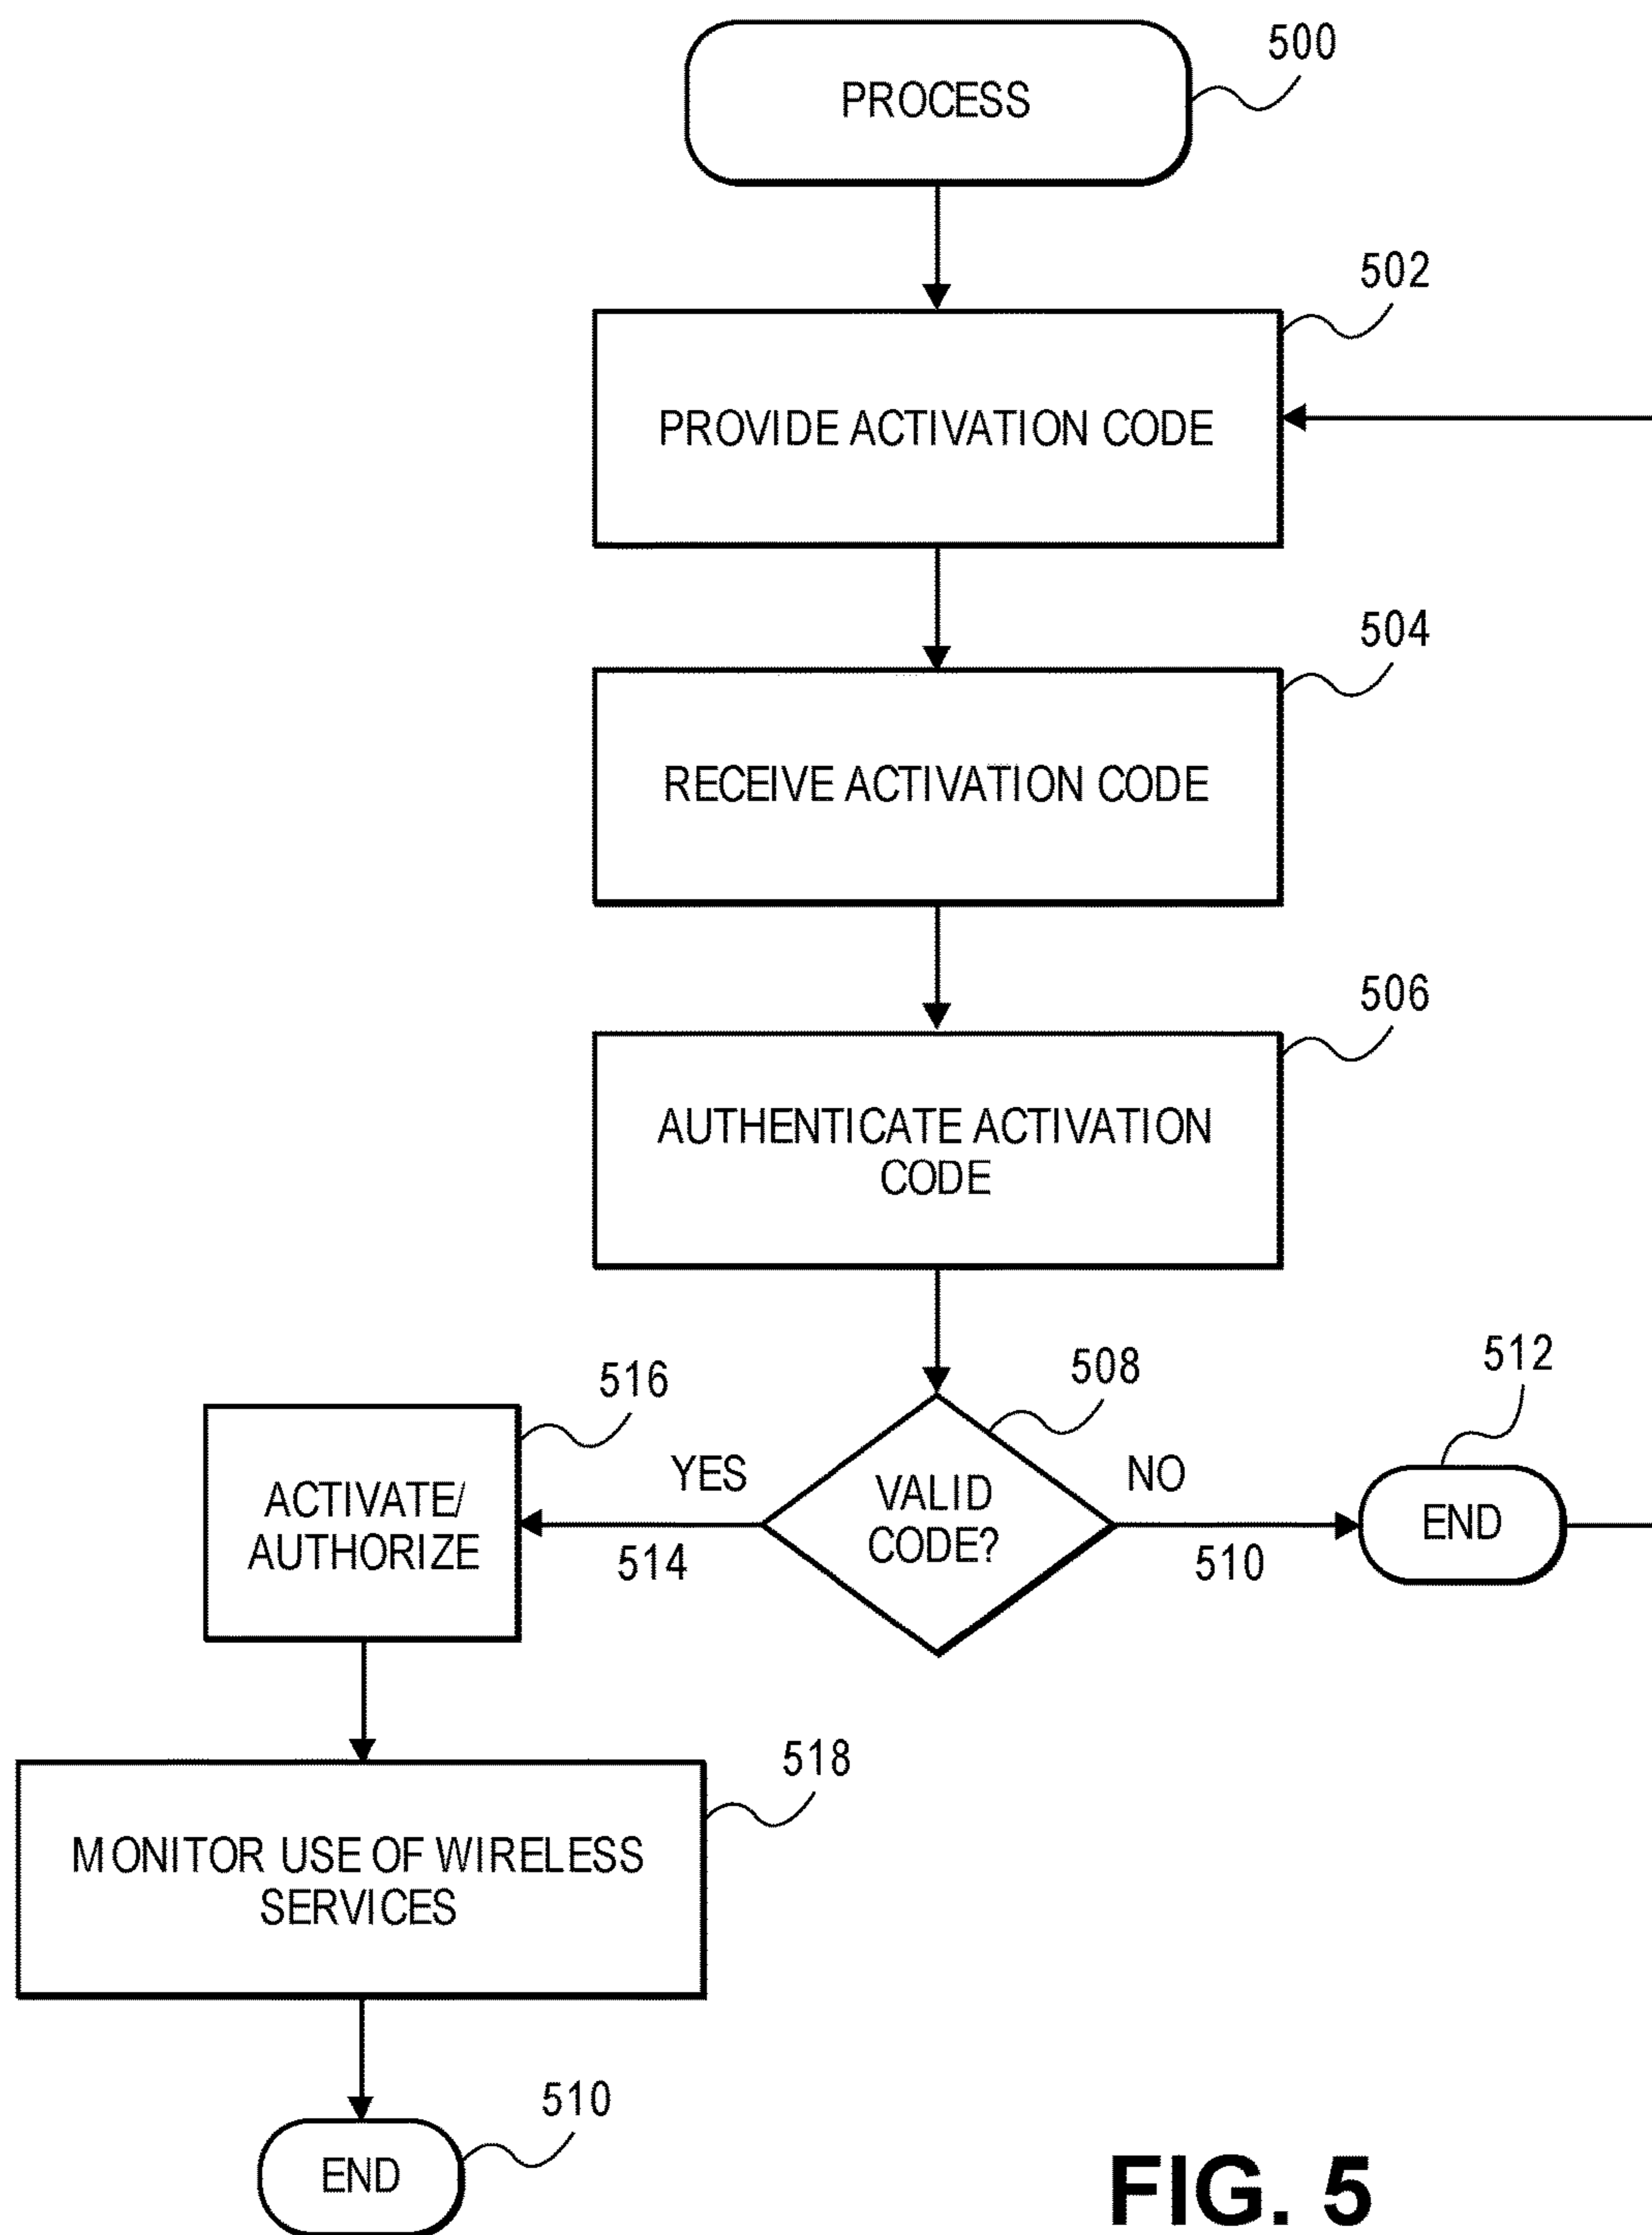 500
PROCESS
502
PROVIDE ACTIVATION CODE
504
RECEIVE ACTIVATION CODE
506
AUTHENTICATE ACTIVATION
CODE
516
508
512
ACTIVATE/
AUTHORIZE
YES
514
VALID
CODE?
NO
510
END
518
MONITOR USE OF WIRELESS
SERVICES
510
END
FIG. 5